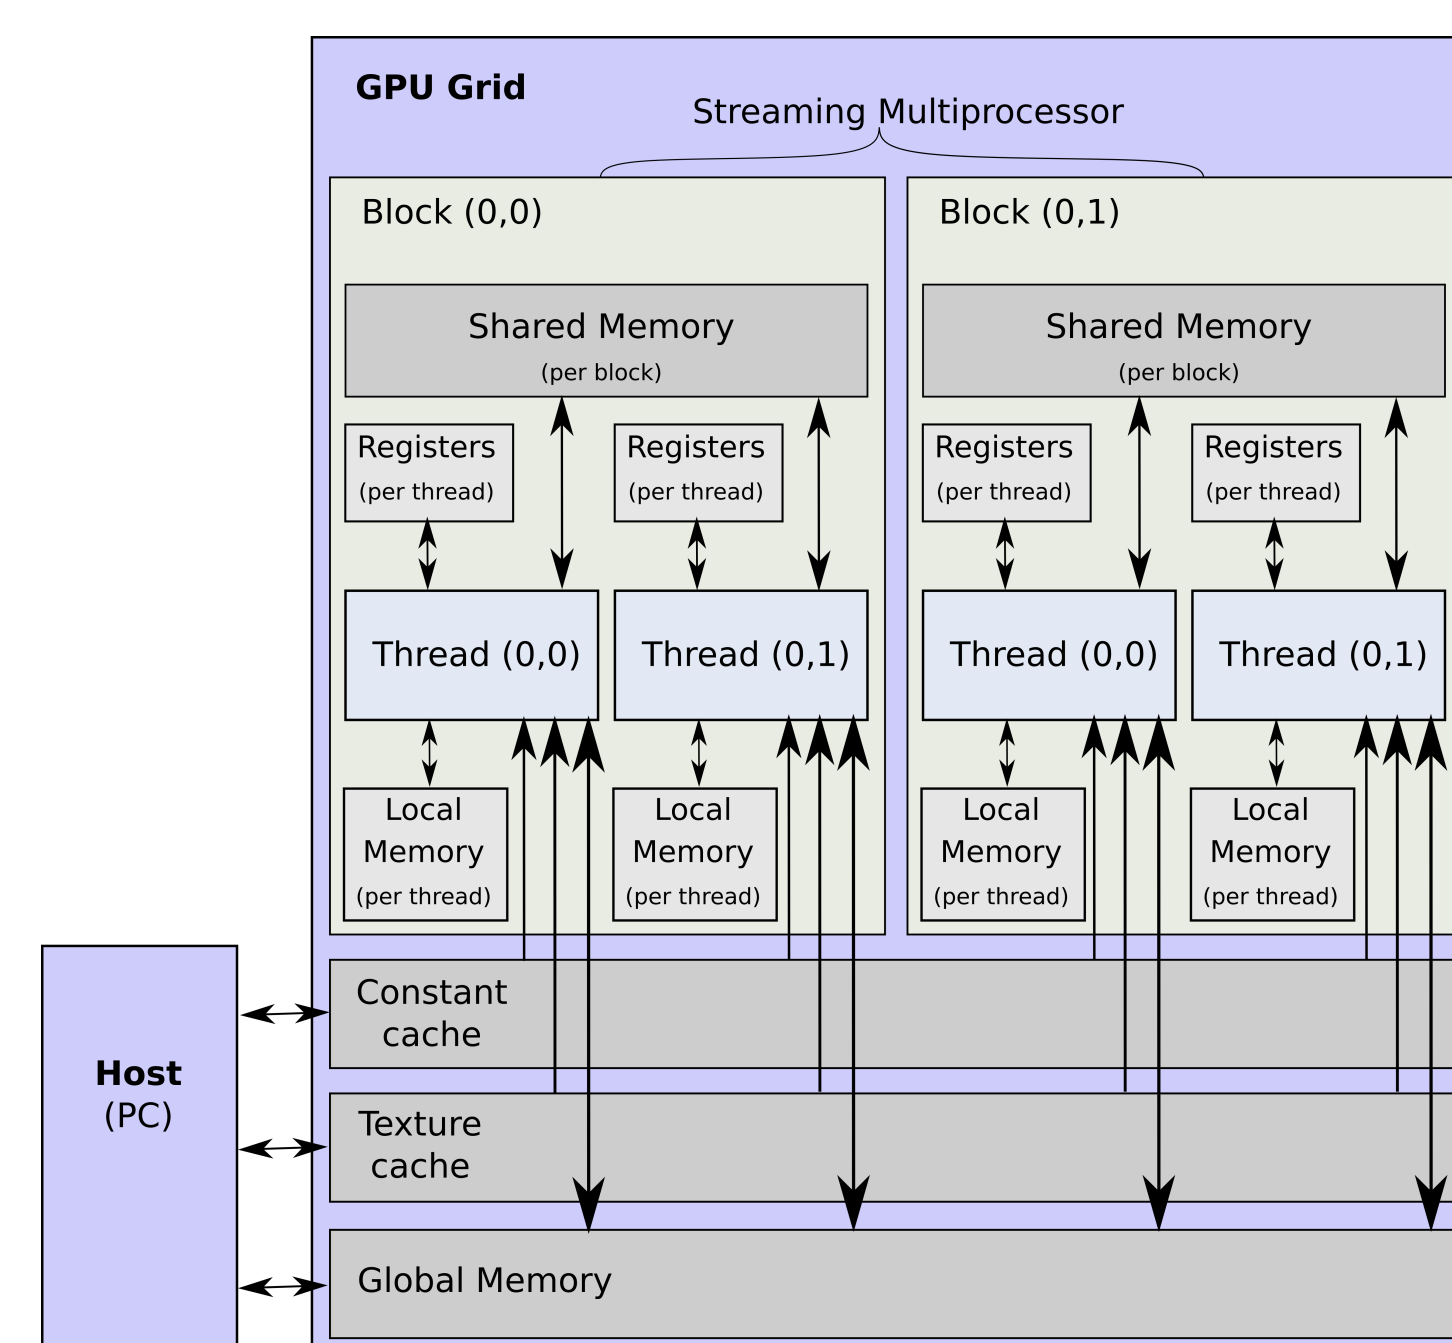 GPU Grid
Streaming Multiprocessor
Block (0,0)
Block (0,1)
Shared Memory
(per block)
Shared Memory
(per block)
Registers
(per thread)
Registers
(per thread)
Registers
(per thread)
Registers
(per thread)
Thread (0,0)
Thread (0,1)
Thread (0,0)
Thread (0,1)
Local
Memory
(per thread)
Local
Memory
(per thread)
Local
Memory
(per thread)
Local
Memory
(per thread)
Constant
cache
Host
(PC)
Texture
cache
Global Memory